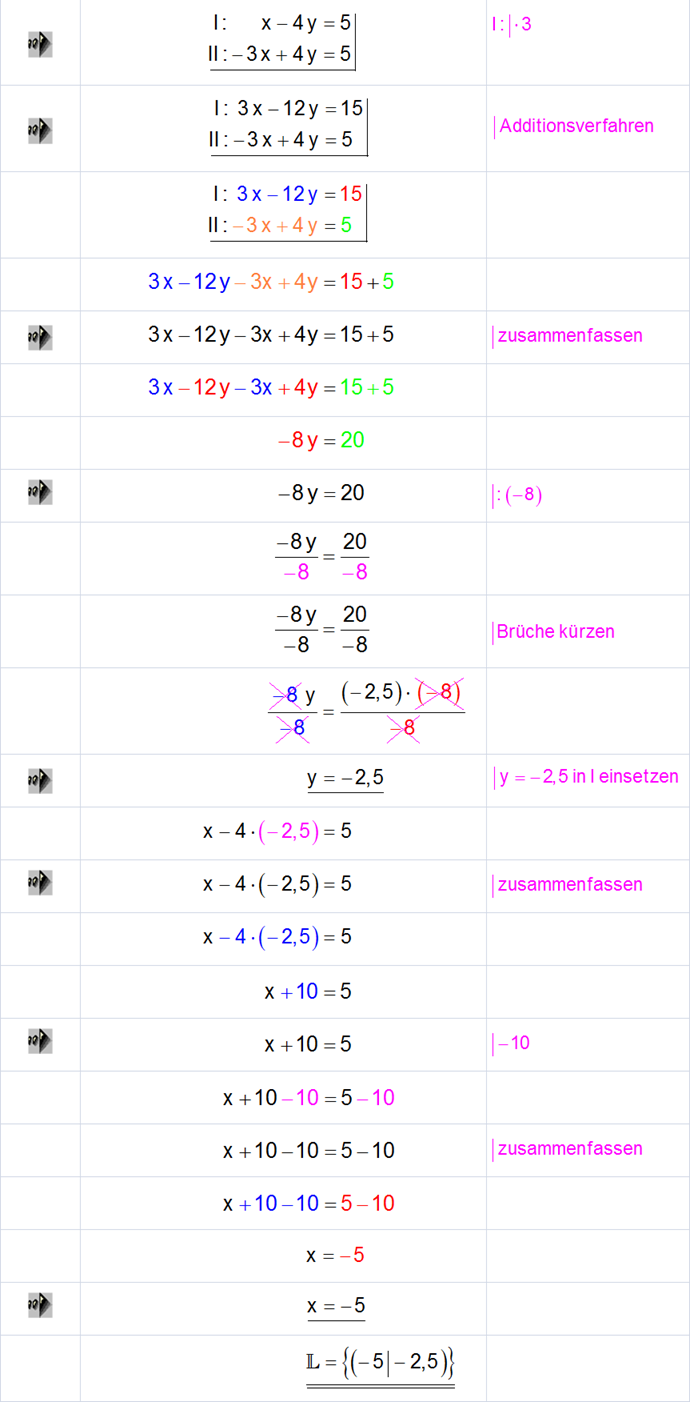 I: x − 4y = 5 I: | · 3
II: −3x + 4y = 5
I: 3x − 12y = 15 | Additionsverfahren
II: −3x + 4y = 5
I: 3x − 12y = 15
II: −3x + 4y = 5
3x − 12y − 3x + 4y = 15 + 5
3x − 12y − 3x + 4y = 15 + 5 | zusammenfassen
3x − 12y − 3x + 4y = 15 + 5
−8y = 20
−8y = 20 | : (−8)
−8y/−8 = 20/−8
−8y/−8 = 20/−8 | Brüche kürzen
−8 y/−8 = (−2,5) · (−8)/−8
y = −2,5 | y = −2,5 in I einsetzen
x − 4 · (−2,5) = 5
x − 4 · (−2,5) = 5 | zusammenfassen
x − 4 · (−2,5) = 5
x + 10 = 5
x + 10 = 5 | −10
x + 10 − 10 = 5 − 10
x + 10 − 10 = 5 − 10 | zusammenfassen
x + 10 − 10 = 5 − 10
x = −5
x = −5
𝕃 = {(−5 | −2,5)}